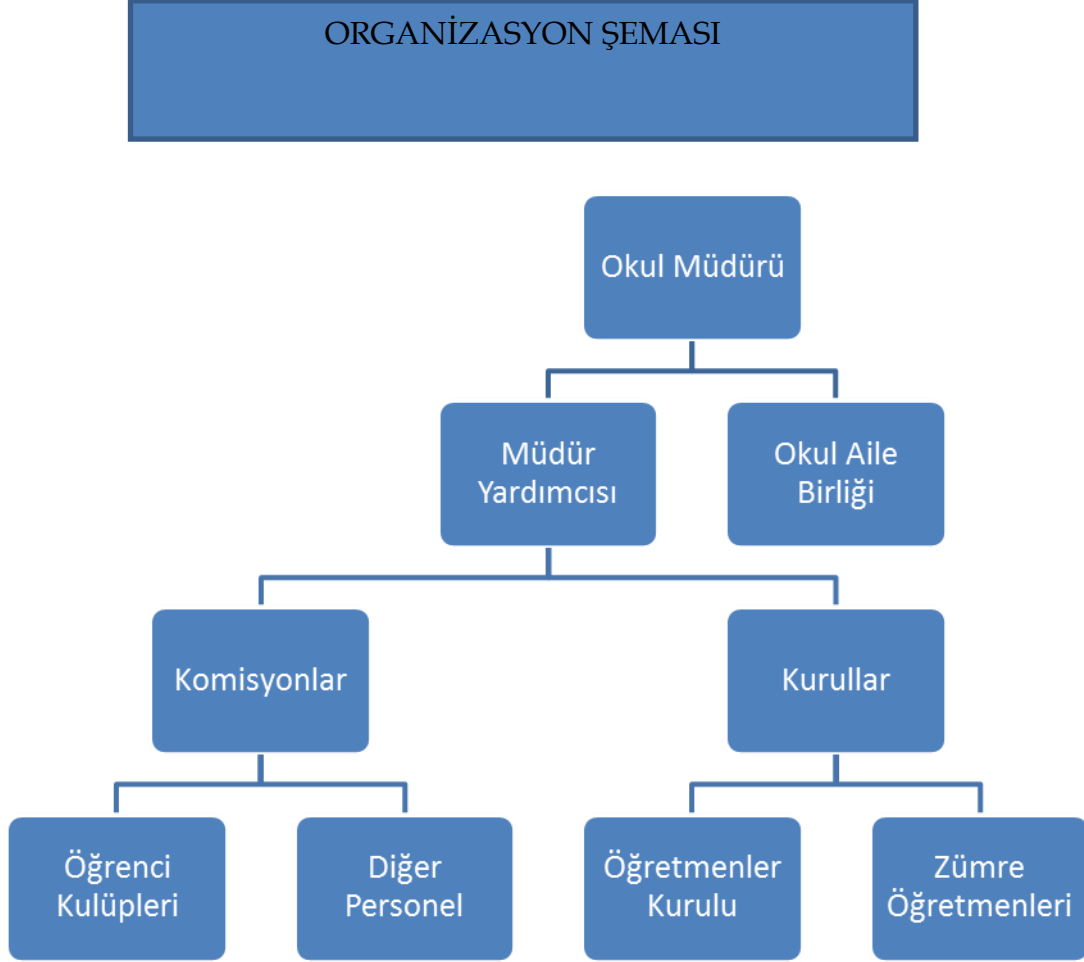 ORGANİZASYON ŞEMASI
Okul Müdürü
Müdür
Yardımcısı
Okul Aile
Birliği
Komisyonlar
Kurullar
Öğrenci
Kulüpleri
Diğer
Personel
Öğretmenler
Kurulu
Zümre
Öğretmenleri